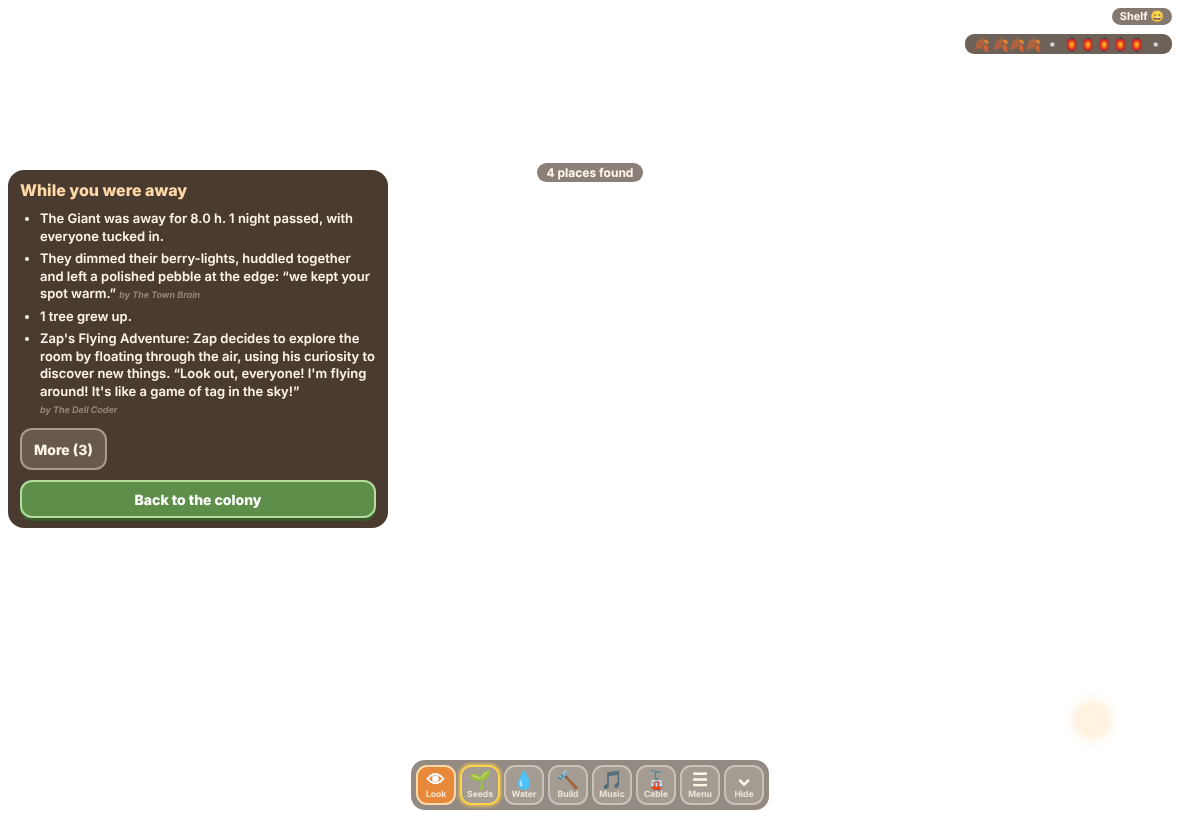 Shelf 😀
4 places found
While you were away
• The Giant was away for 8.0 h. 1 night passed, with
everyone tucked in.
• They dimmed their berry-lights, huddled together
and left a polished pebble at the edge: “we kept your
spot warm.” by The Town Brain
• 1 tree grew up.
• Zap's Flying Adventure: Zap decides to explore the
room by floating through the air, using his curiosity to
discover new things. “Look out, everyone! I'm flying
around! It's like a game of tag in the sky!”
by The Dell Coder
More (3)
Back to the colony
Look Seeds Water Build Music Cable Menu Hide